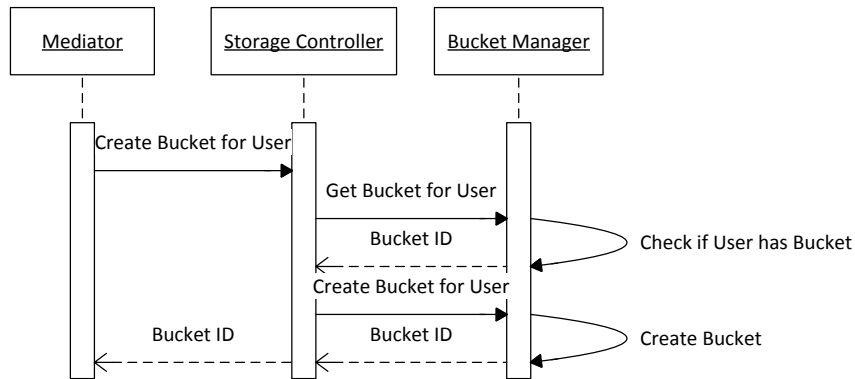 Mediator
Storage Controller
Bucket Manager
Create Bucket for User
Get Bucket for User
Bucket ID
Check if User has Bucket
Create Bucket for User
Bucket ID
Bucket ID
Create Bucket